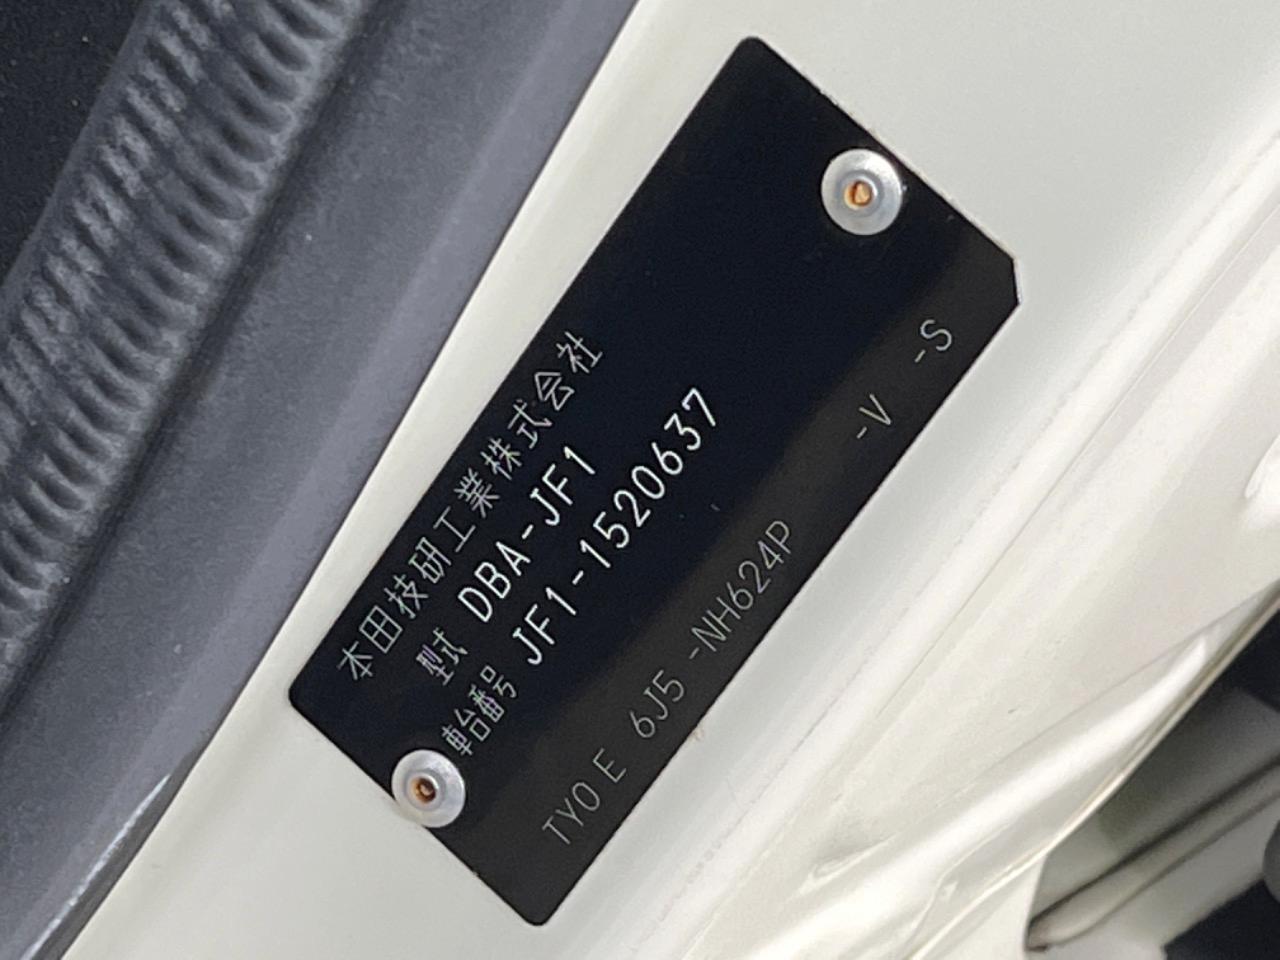 本田技研工業株式会社
型式 DBA-JF1
車台番号 JF1-1520637
TY0 E 6J5 -NH624P -V -S